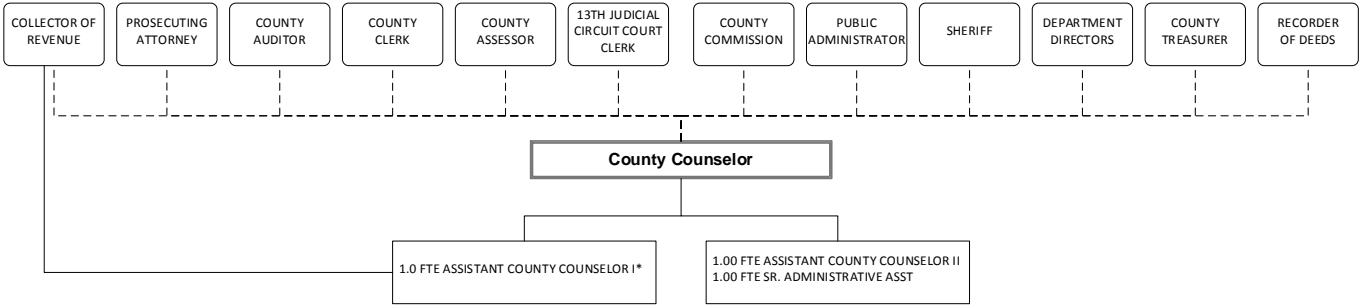 COLLECTOR OF
REVENUE
PROSECUTING
ATTORNEY
COUNTY
AUDITOR
COUNTY
CLERK
COUNTY
ASSESSOR
13TH JUDICIAL
CIRCUIT COURT
CLERK
COUNTY
COMMISSION
PUBLIC
ADMINISTRATOR
SHERIFF
DEPARTMENT
DIRECTORS
COUNTY
TREASURER
RECORDER
OF DEEDS
County Counselor
1.0 FTE ASSISTANT COUNTY COUNSELOR I*
1.00 FTE ASSISTANT COUNTY COUNSELOR II
1.00 FTE SR. ADMINISTRATIVE ASST